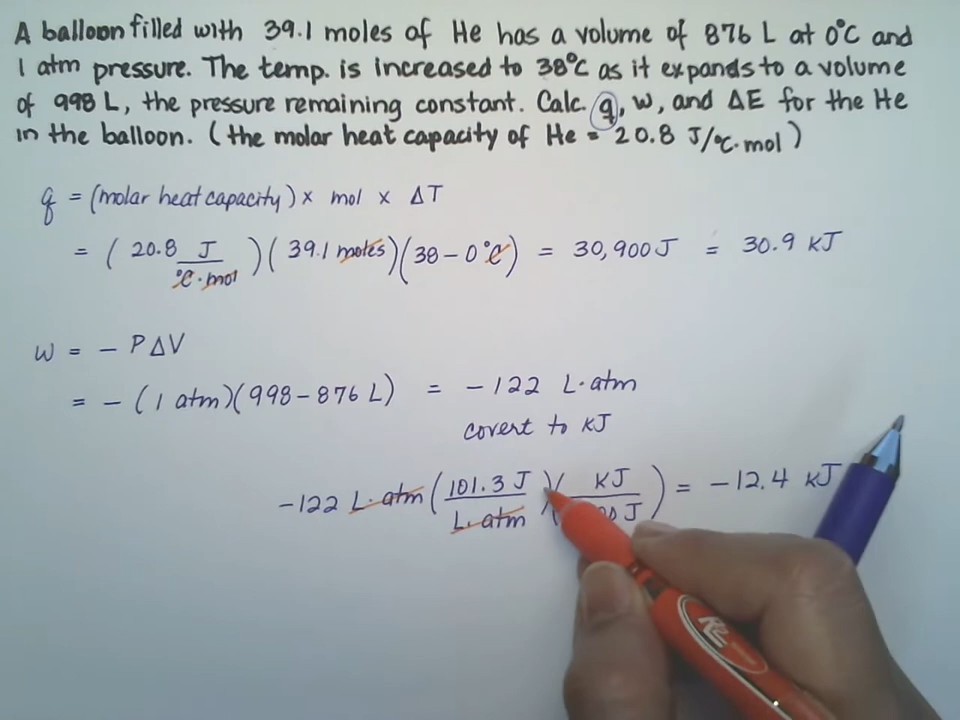 A balloon filled with 39.1 moles of He has a volume of 876 L at 0°C and
1 atm pressure. The temp. is increased to 38°C as it expands to a volume
of 998 L, the pressure remaining constant. Calc. q, w, and ΔE for the He
in the balloon. (the molar heat capacity of He = 20.8 J/°C·mol)
q = (molar heat capacity) x mol x ΔT
= (20.8 J/°C·mol)(39.1 moles)(38-0°C) = 30,900 J = 30.9 kJ
W = - PΔV
= - (1 atm)(998-876 L) = -122 L·atm
covert to kJ
-122 L·atm (101.3 J/L·atm)(kJ/ J) = -12.4 kJ